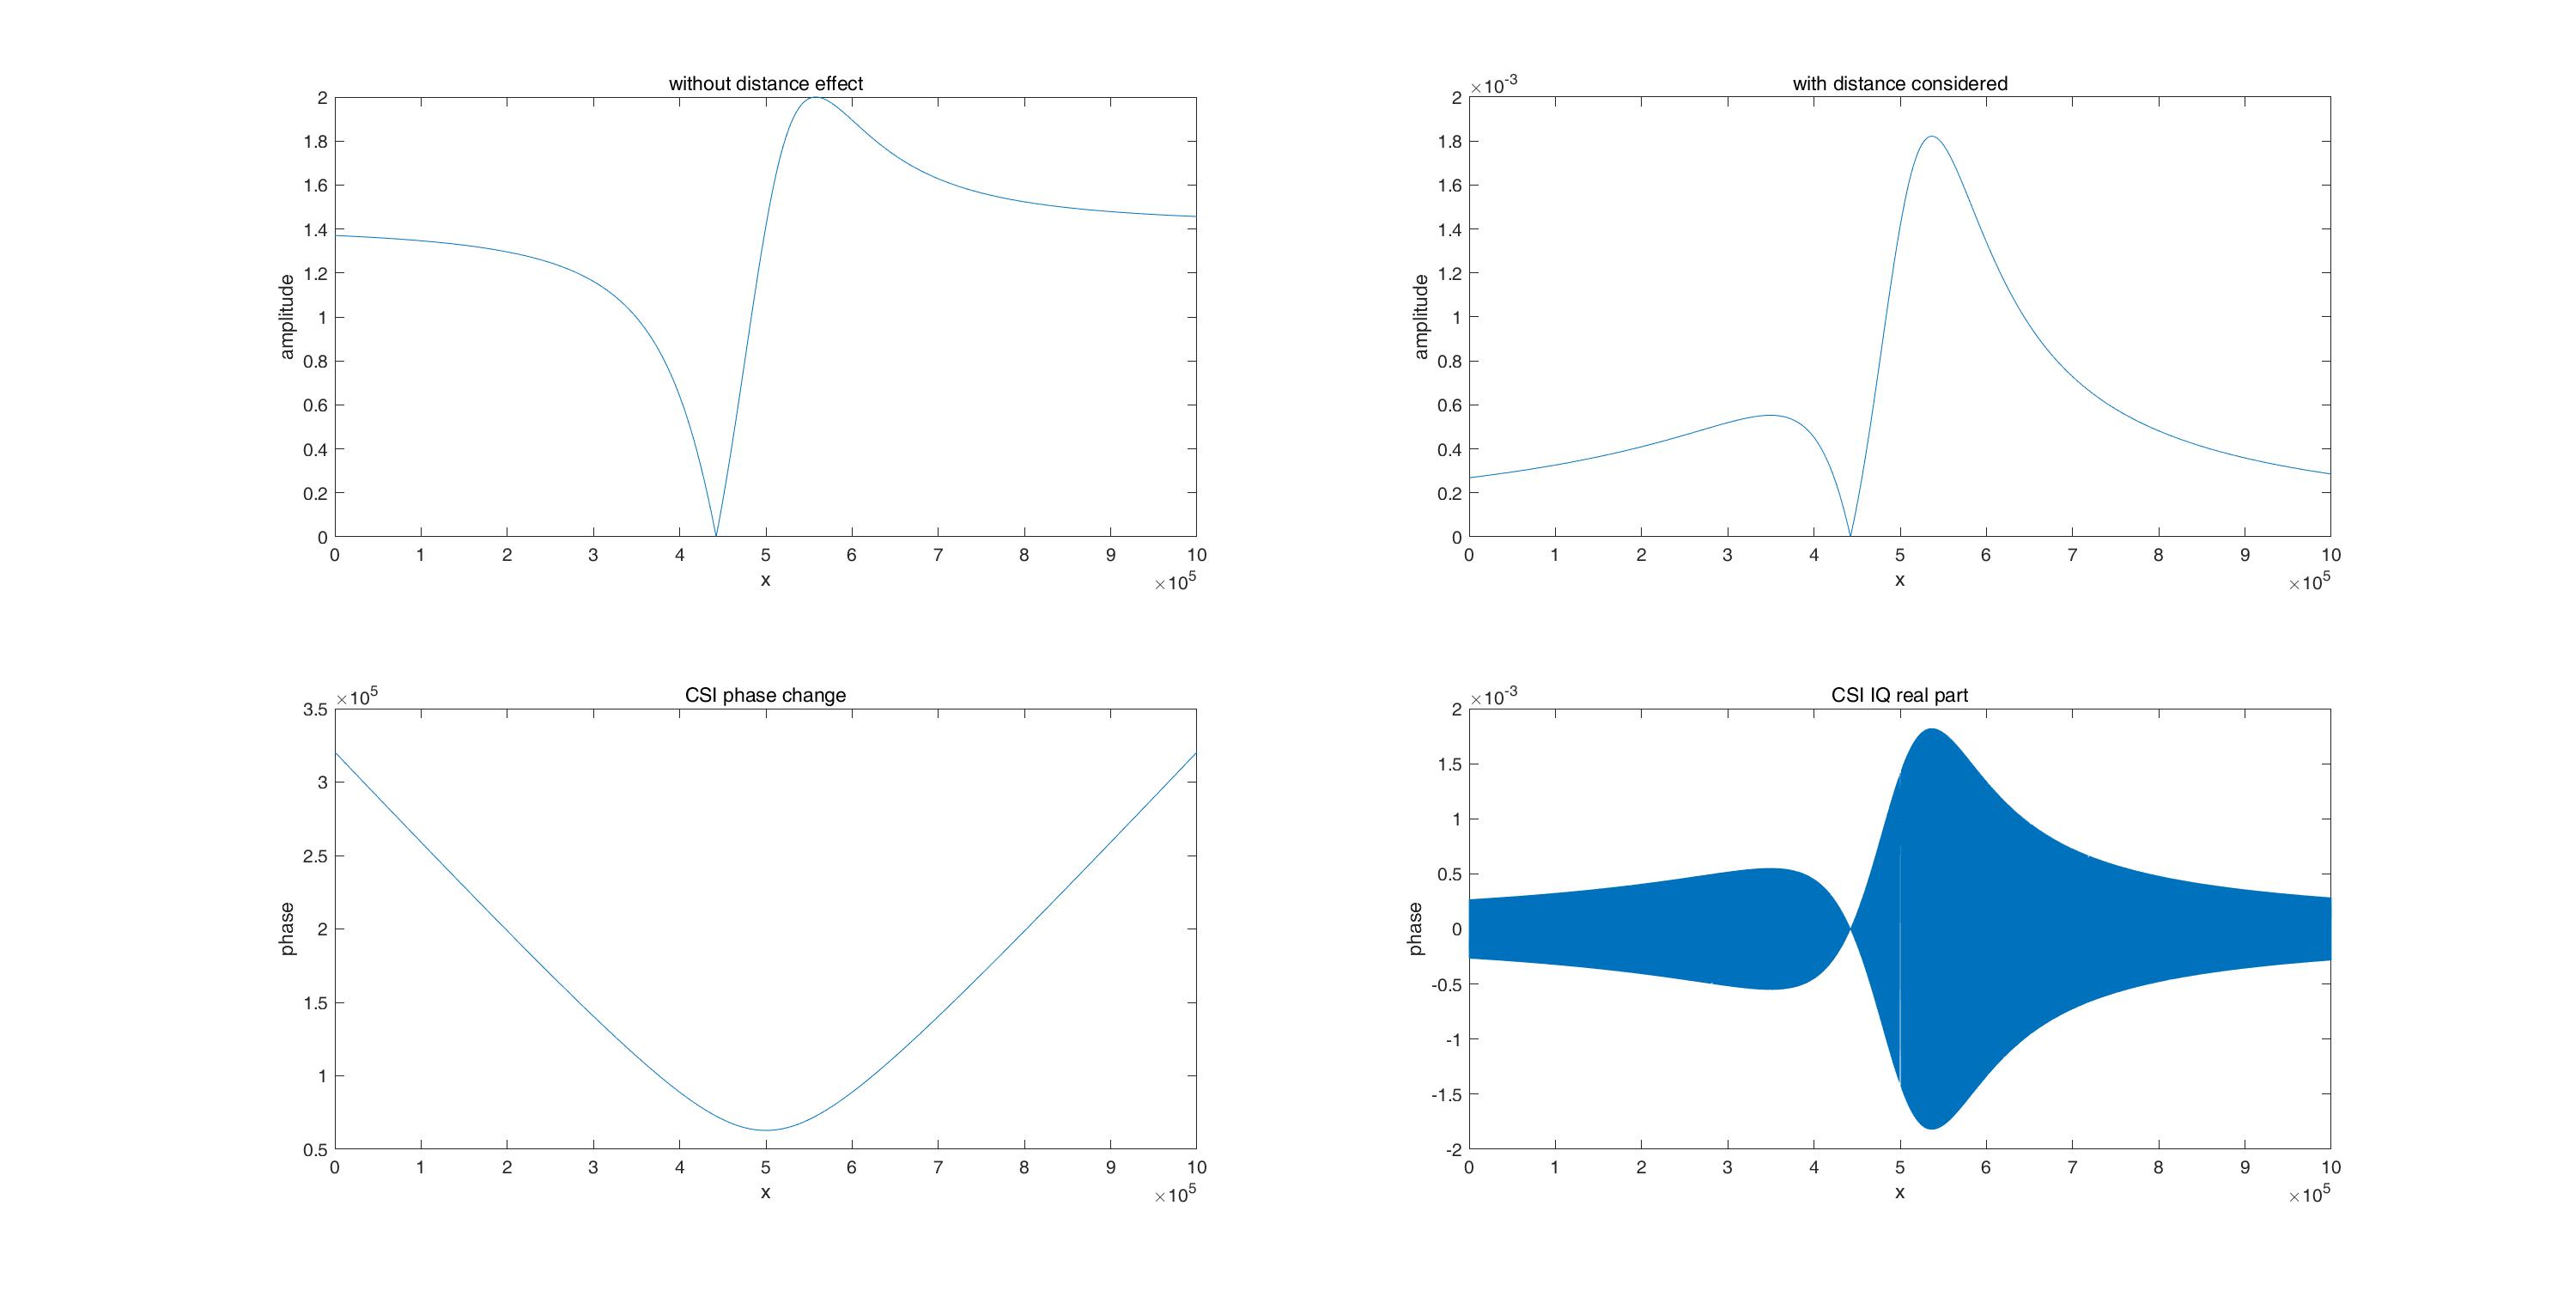 without distance effect
2
1.8
1.6
1.4
1.2
1
0.8
0.6
0.4
0.2
0
amplitude
0 1 2 3 4 5 6 7 8 9 10
x
×10^5
with distance considered
×10^-3
2
1.8
1.6
1.4
1.2
1
0.8
0.6
0.4
0.2
0
amplitude
0 1 2 3 4 5 6 7 8 9 10
x
×10^5
CSI phase change
×10^5
3.5
3
2.5
2
1.5
1
0.5
phase
0 1 2 3 4 5 6 7 8 9 10
x
×10^5
CSI IQ real part
×10^-3
2
1.5
1
0.5
0
-0.5
-1
-1.5
-2
phase
0 1 2 3 4 5 6 7 8 9 10
x
×10^5